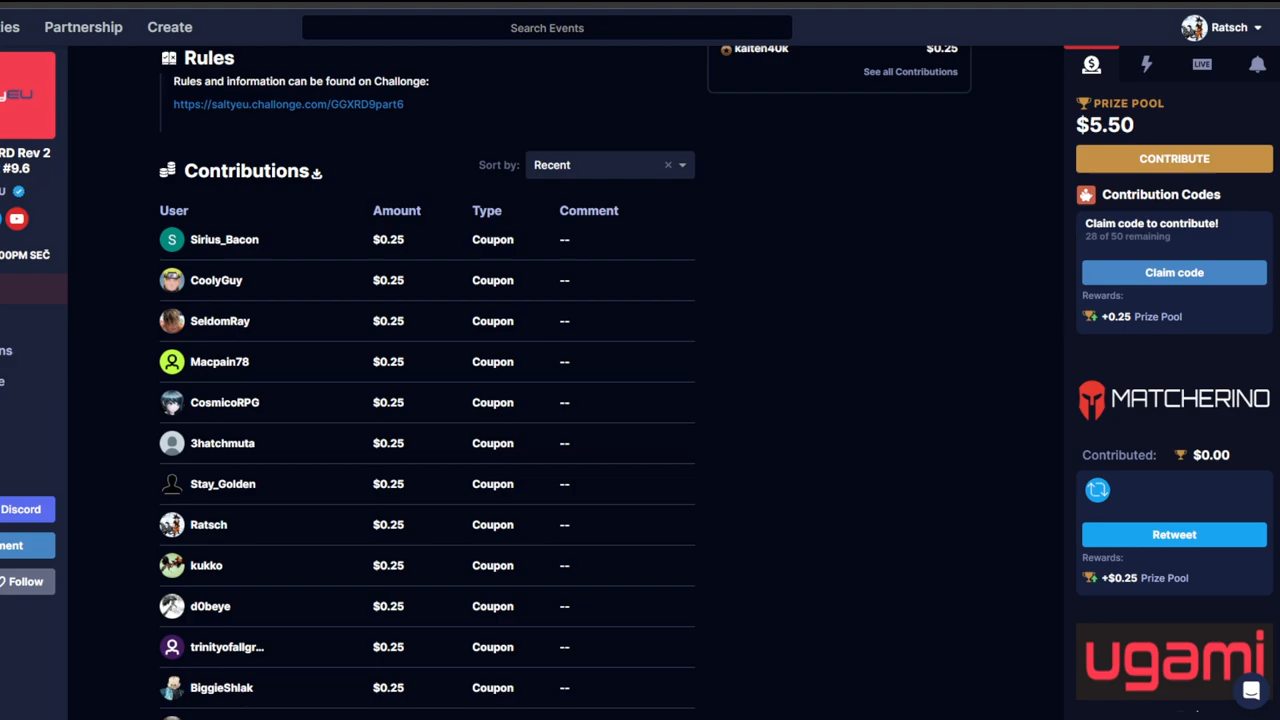 ies Partnership Create Search Events Ratsch
yEU
RD Rev 2
#9.6
U
00PM SEČ
ns
e
Discord
ment
Follow
Rules
Rules and information can be found on Challonge:
https://saltyeu.challonge.com/GGXRD9part6
kaiten40k $0.25
See all Contributions
Contributions Sort by: Recent
User Amount Type Comment
S Sirius_Bacon $0.25 Coupon --
CoolyGuy $0.25 Coupon --
SeldomRay $0.25 Coupon --
Macpain78 $0.25 Coupon --
CosmicoRPG $0.25 Coupon --
3hatchmuta $0.25 Coupon --
Stay_Golden $0.25 Coupon --
Ratsch $0.25 Coupon --
kukko $0.25 Coupon --
d0beye $0.25 Coupon --
trinityofallgr... $0.25 Coupon --
BiggieShlak $0.25 Coupon --
LIVE
PRIZE POOL
$5.50
CONTRIBUTE
Contribution Codes
Claim code to contribute!
28 of 50 remaining
Claim code
Rewards:
+0.25 Prize Pool
MATCHERINO
Contributed: $0.00
Retweet
Rewards:
+$0.25 Prize Pool
ugami